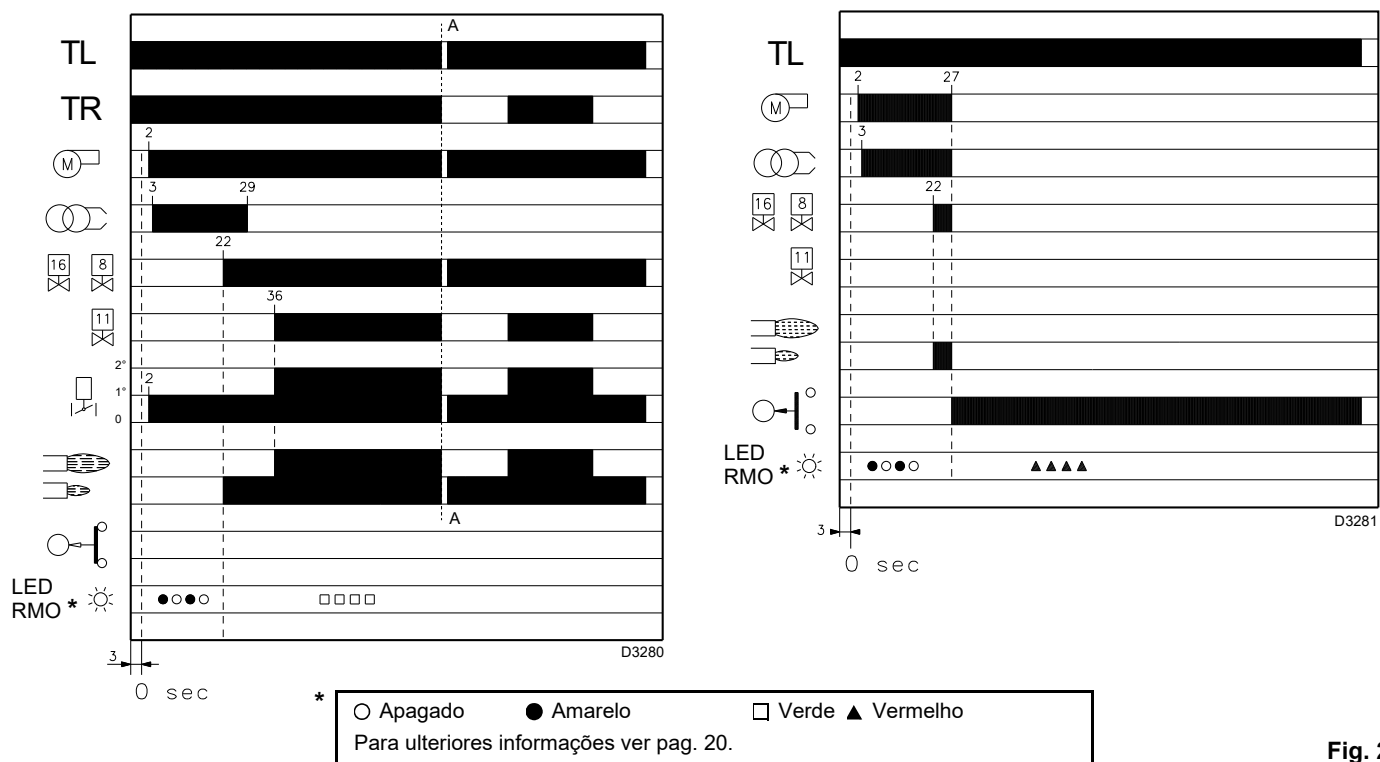 A
TL
TR
2
M
3 29
22
16 8
36
11
2°
1°
0
2
A
LED
RMO *
D3280
3
0 sec
TL
2 27
M
3
22
16 8
11
LED
RMO *
D3281
3
0 sec
*
○ Apagado ● Amarelo □ Verde ▲ Vermelho
Para ulteriores informações ver pag. 20.